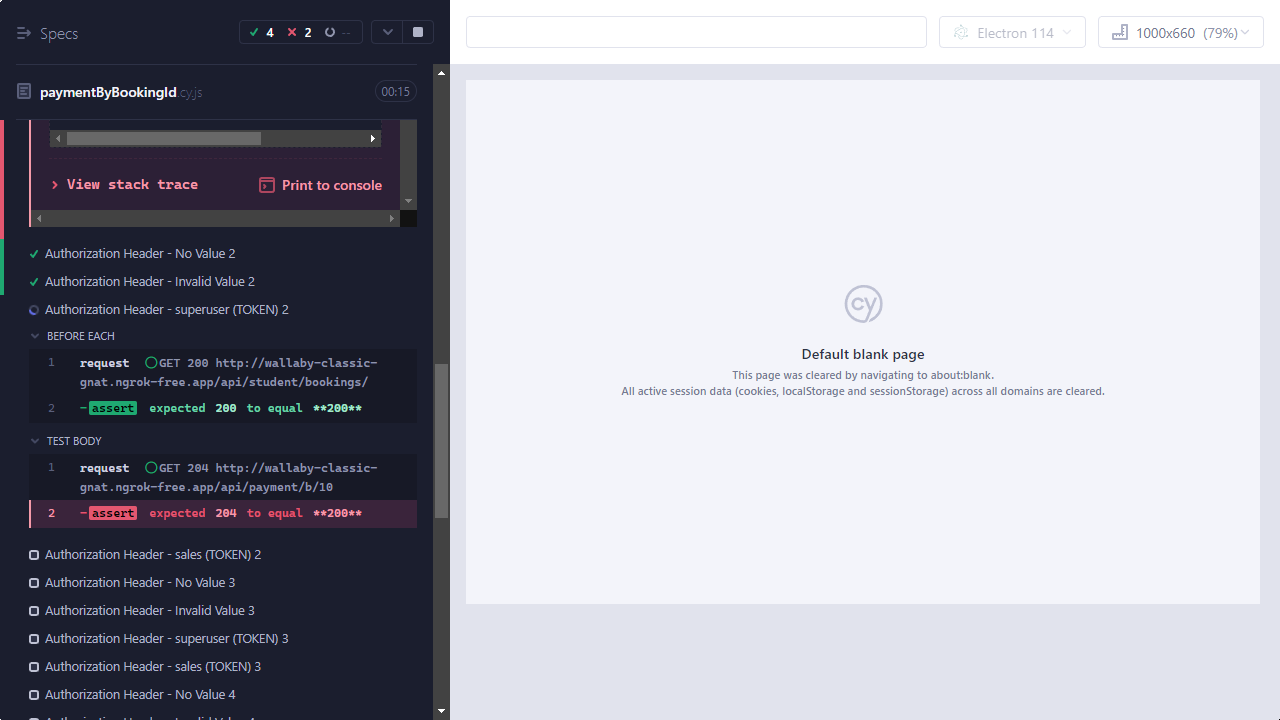 Specs
4 2 --
Electron 114
1000x660 (79%)
paymentByBookingId.cy.js
00:15
View stack trace
Print to console
Authorization Header - No Value 2
Authorization Header - Invalid Value 2
Authorization Header - superuser (TOKEN) 2
BEFORE EACH
1 request GET 200 http://wallaby-classic-
gnat.ngrok-free.app/api/student/bookings/
2 -assert expected 200 to equal **200**
TEST BODY
1 request GET 204 http://wallaby-classic-
gnat.ngrok-free.app/api/payment/b/10
2 -assert expected 204 to equal **200**
Authorization Header - sales (TOKEN) 2
Authorization Header - No Value 3
Authorization Header - Invalid Value 3
Authorization Header - superuser (TOKEN) 3
Authorization Header - sales (TOKEN) 3
Authorization Header - No Value 4
cy
Default blank page
This page was cleared by navigating to about:blank.
All active session data (cookies, localStorage and sessionStorage) across all domains are cleared.